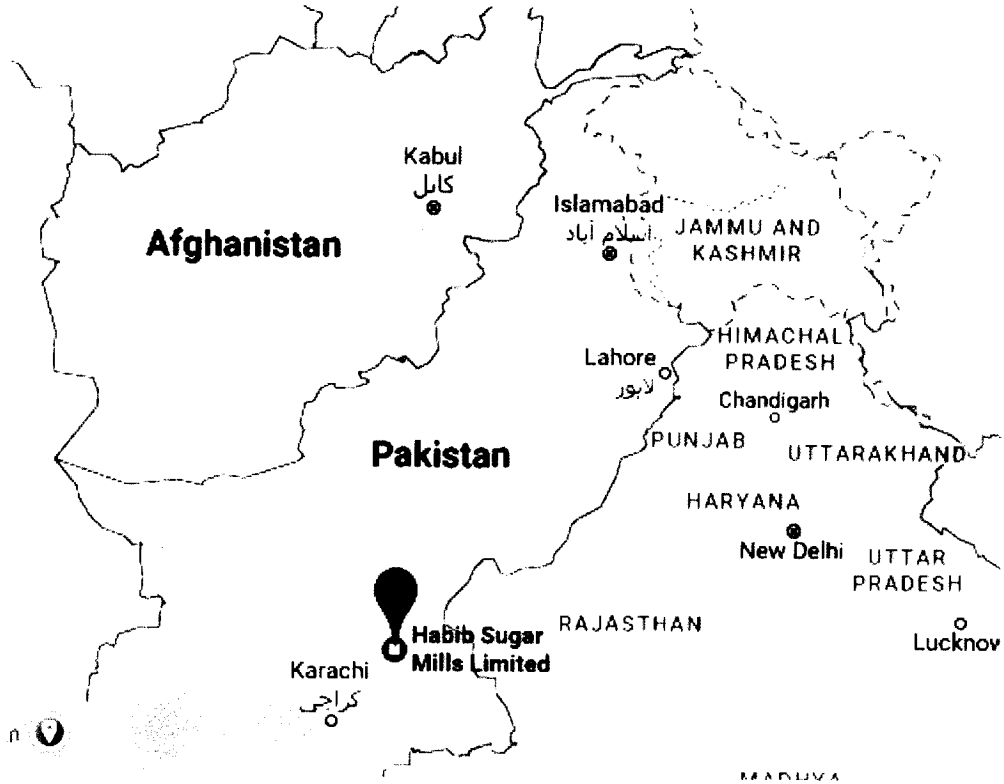 Kabul
کابل
Afghanistan
Islamabad
اسلام آباد
JAMMU AND
KASHMIR
HIMACHAL
PRADESH
Lahore
لاہور
Chandigarh
PUNJAB
UTTARAKHAND
Pakistan
HARYANA
New Delhi
UTTAR
PRADESH
RAJASTHAN
Habib Sugar
Mills Limited
Lucknow
Karachi
کراچی
n
MADHYA